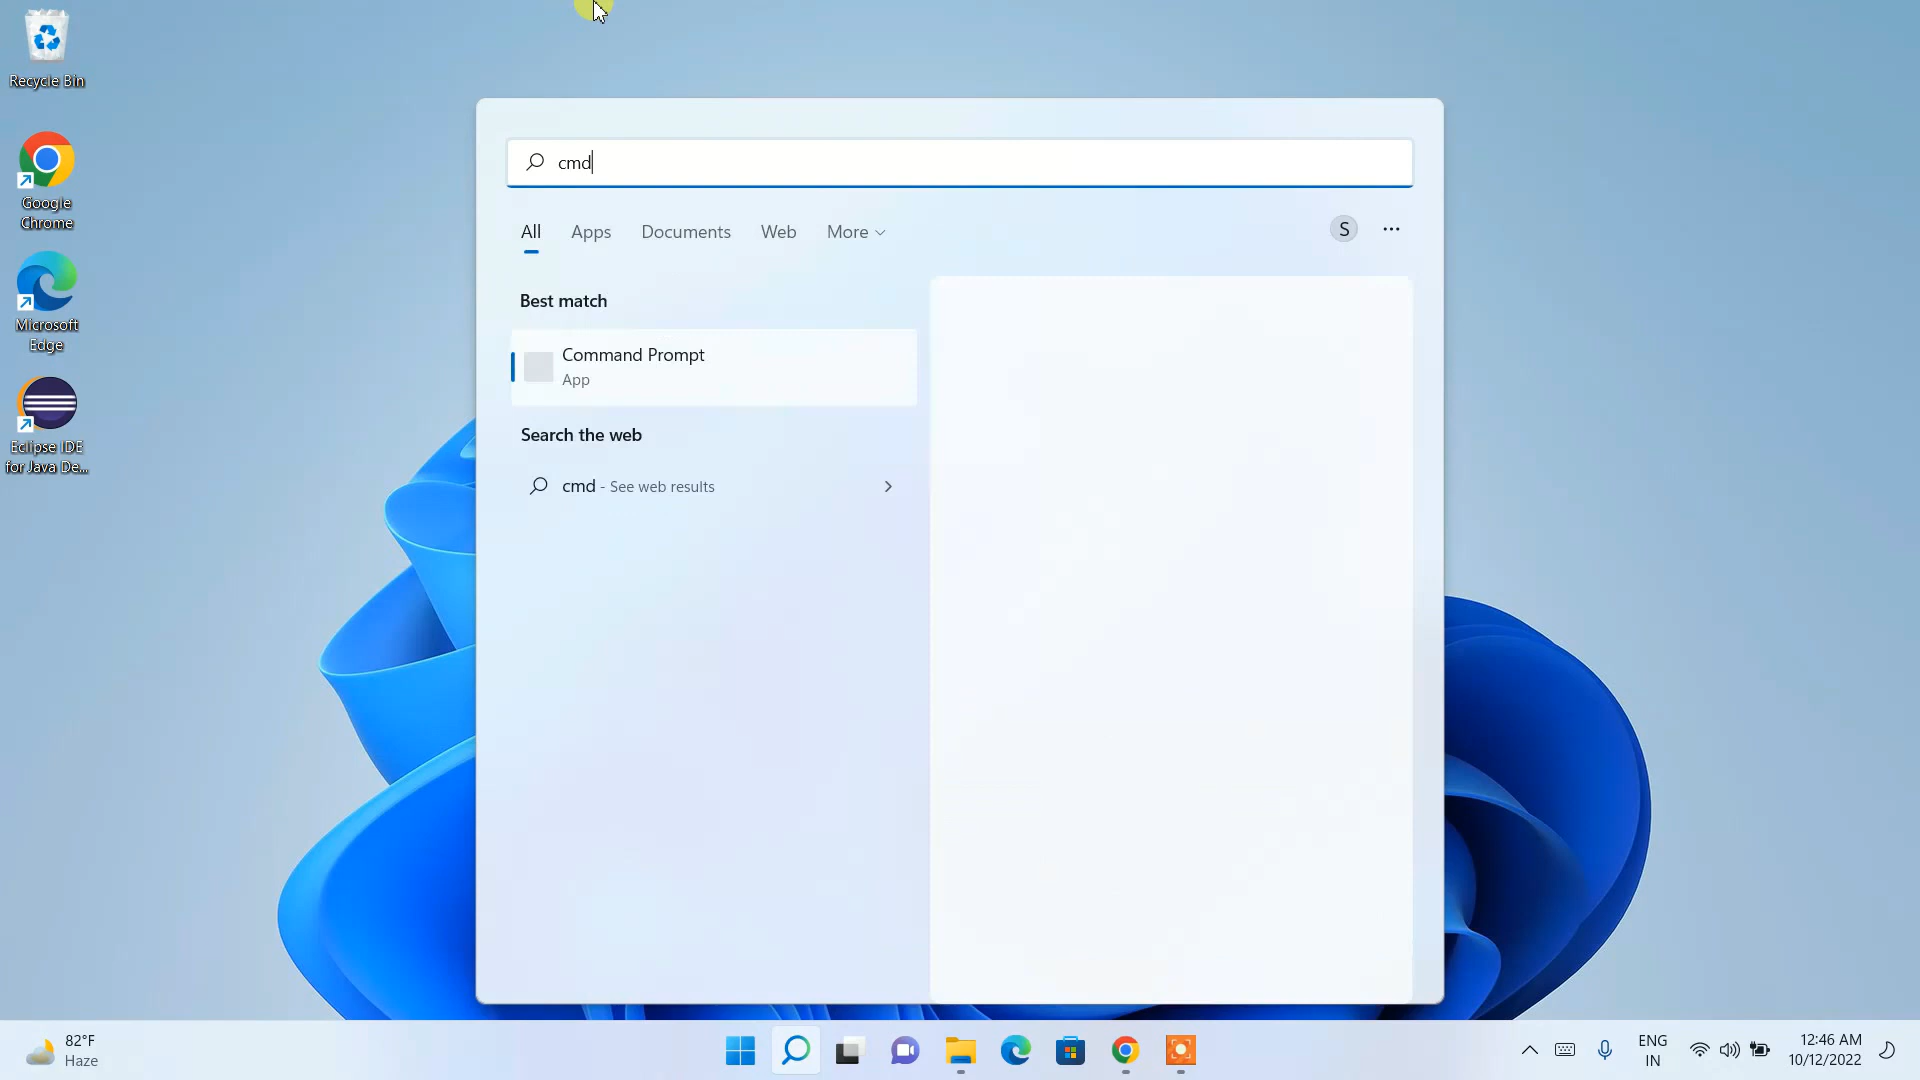 Recycle Bin
Google
Chrome
Microsoft
Edge
Eclipse IDE
for Java De...
cmd
All Apps Documents Web More
S
Best match
Command Prompt
App
Search the web
cmd - See web results
82°F
Haze
ENG
IN
12:46 AM
10/12/2022